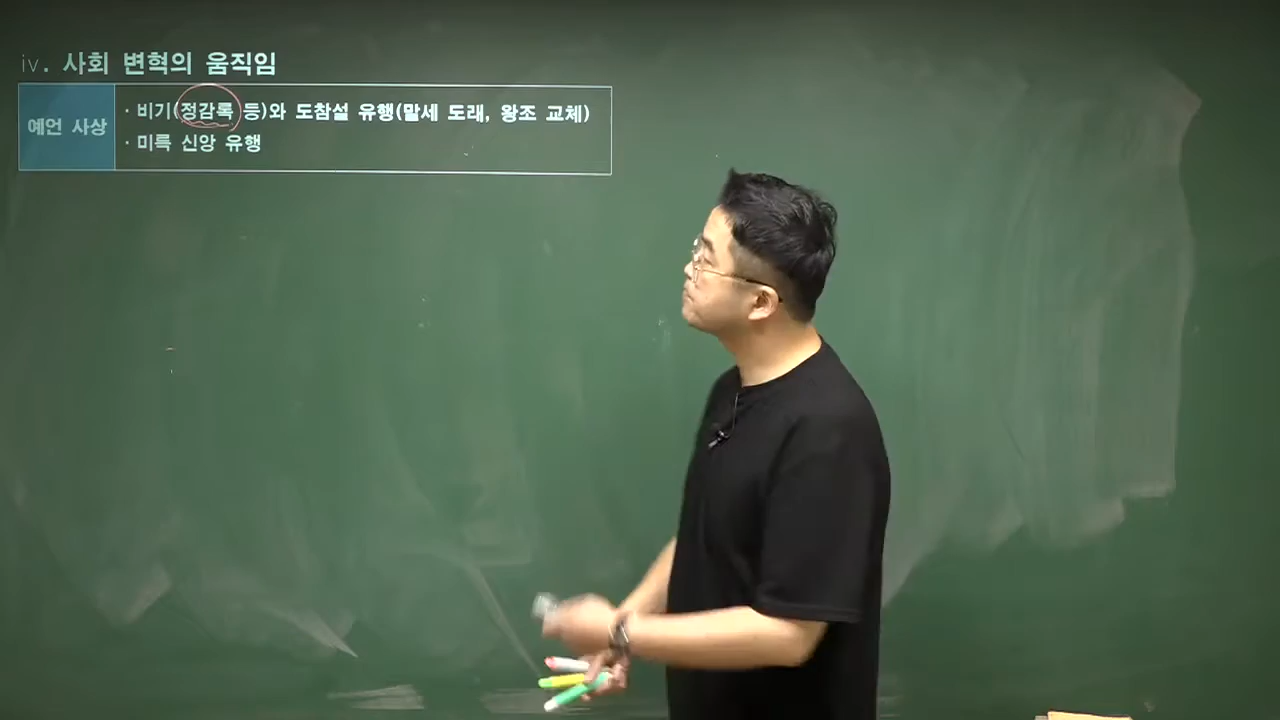 iv. 사회 변혁의 움직임
예언 사상
· 비기(정감록 등)와 도참설 유행(말세 도래, 왕조 교체)
· 미륵 신앙 유행